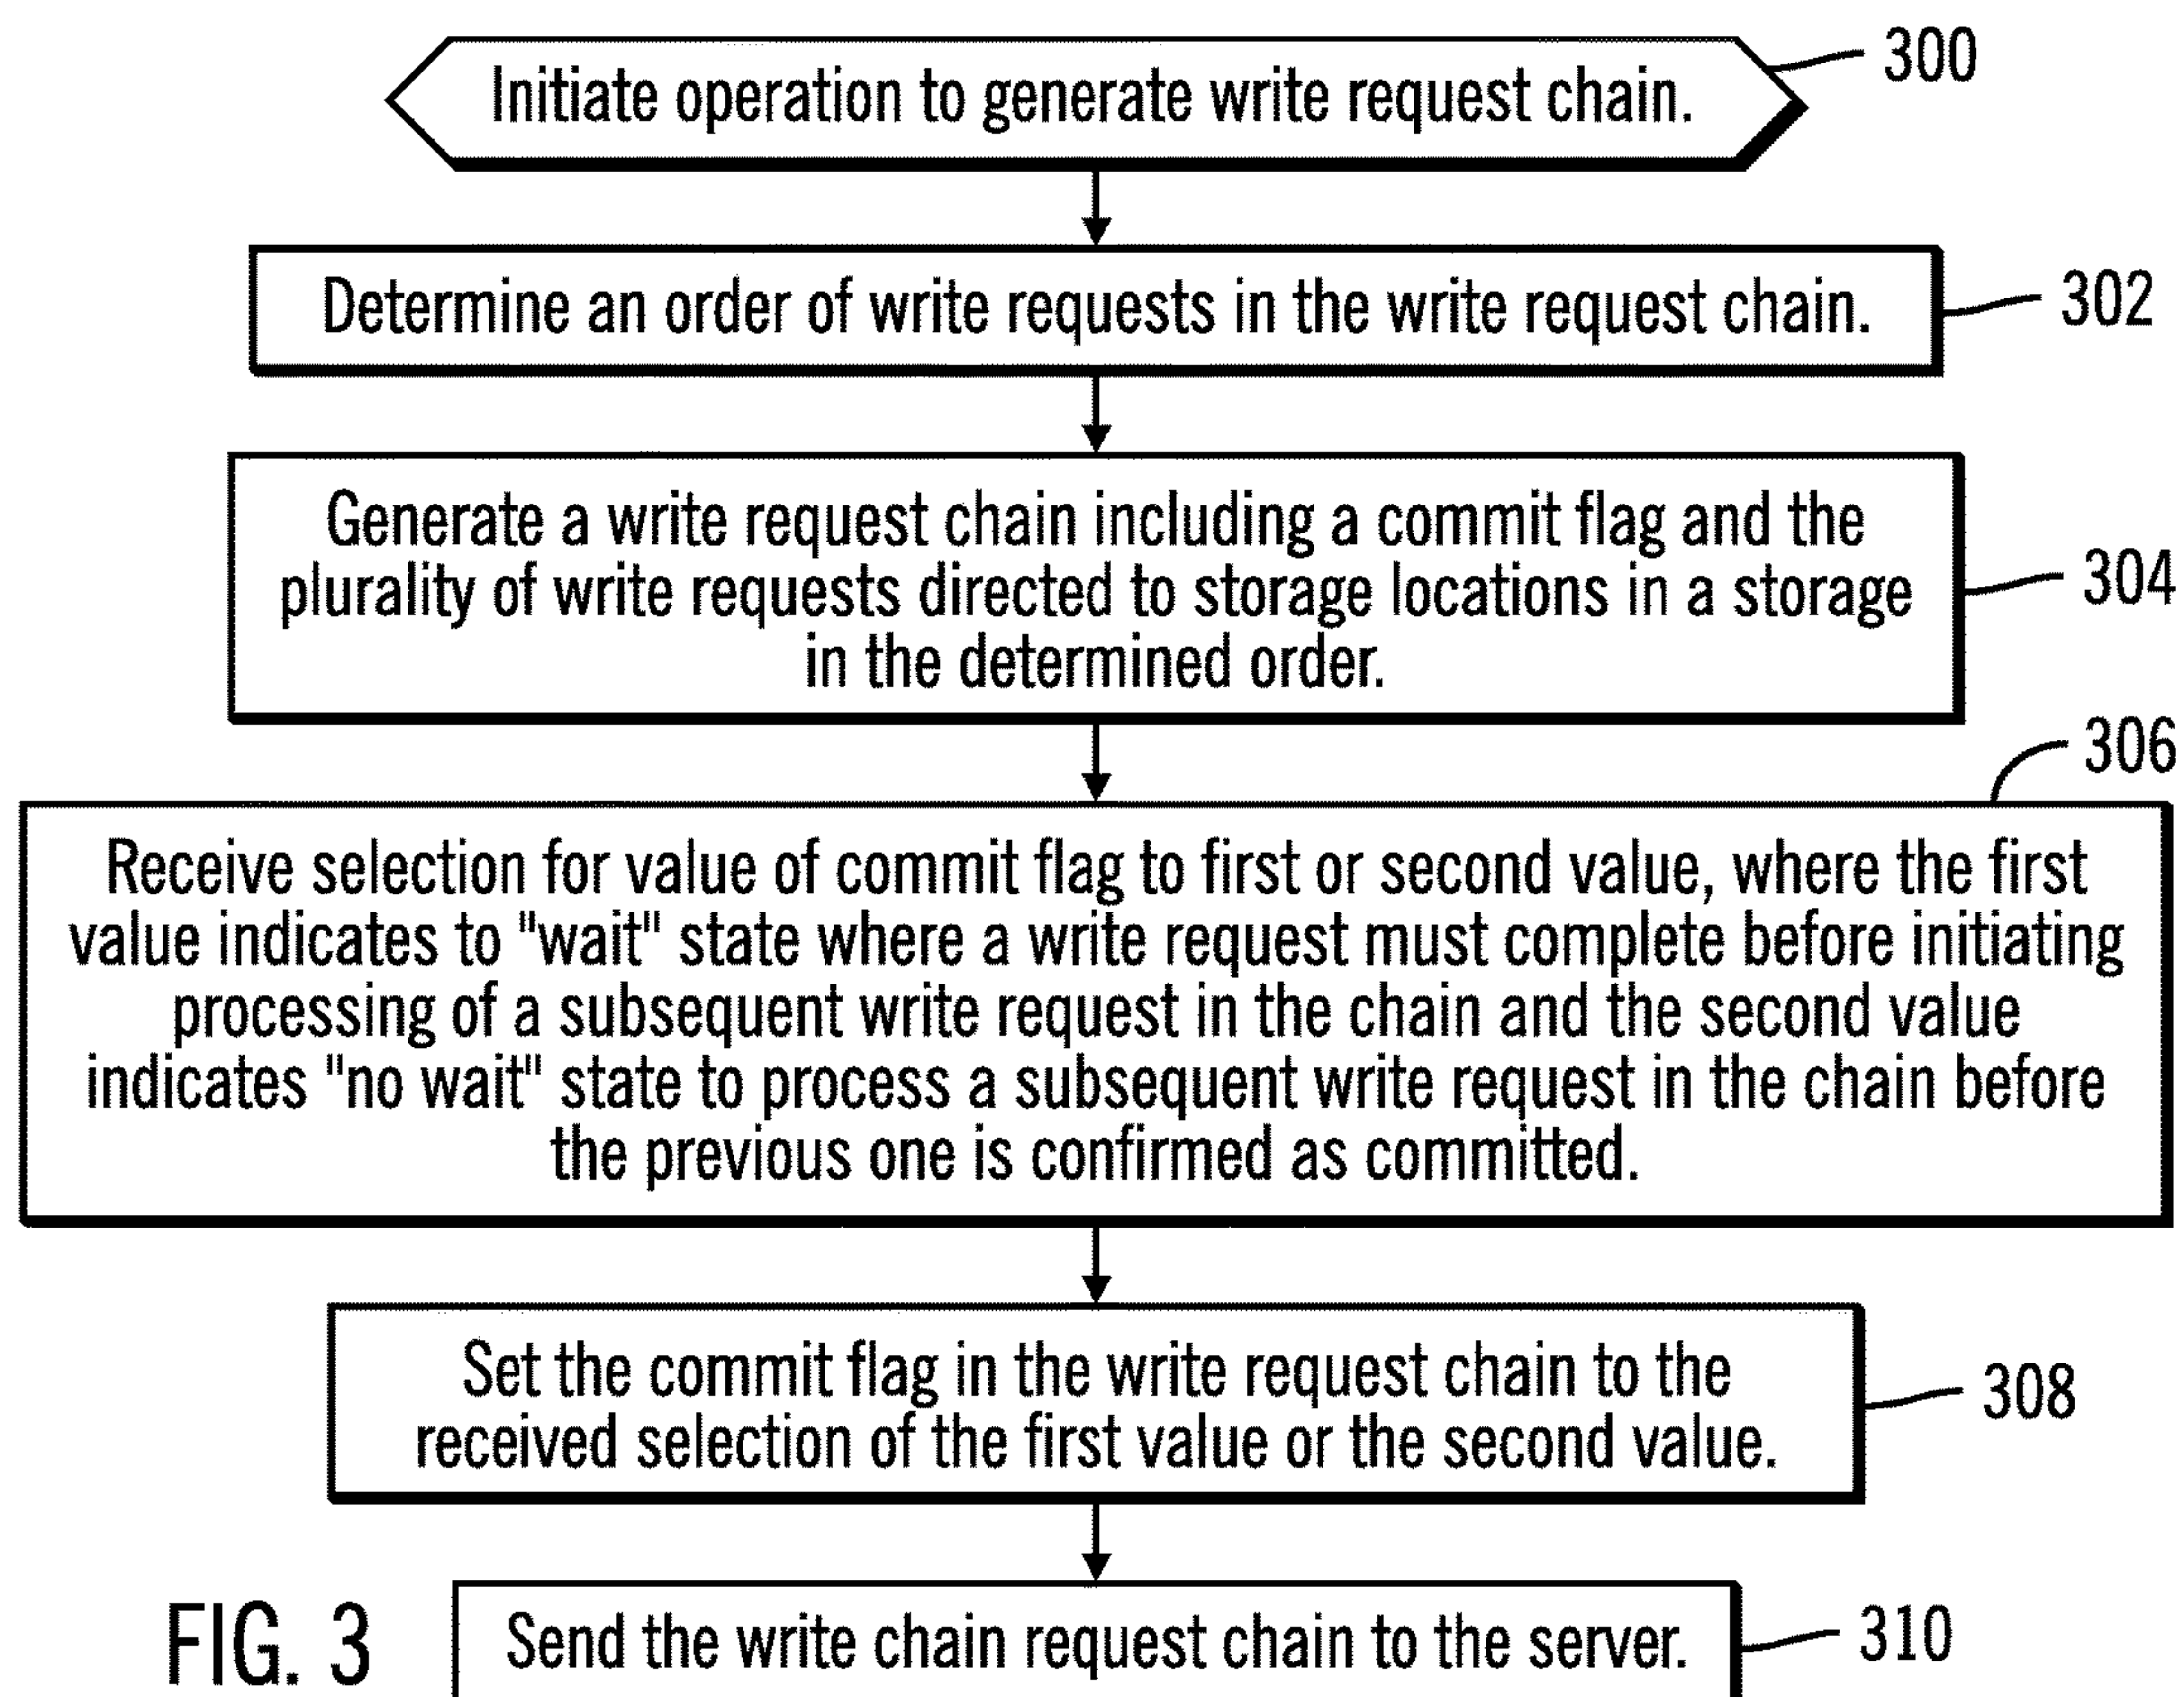 Initiate operation to generate write request chain.
300
Determine an order of write requests in the write request chain.
302
Generate a write request chain including a commit flag and the
plurality of write requests directed to storage locations in a storage
in the determined order.
304
306
Receive selection for value of commit flag to first or second value, where the first
value indicates to "wait" state where a write request must complete before initiating
processing of a subsequent write request in the chain and the second value
indicates "no wait" state to process a subsequent write request in the chain before
the previous one is confirmed as committed.
Set the commit flag in the write request chain to the
received selection of the first value or the second value.
308
FIG. 3
Send the write chain request chain to the server.
310